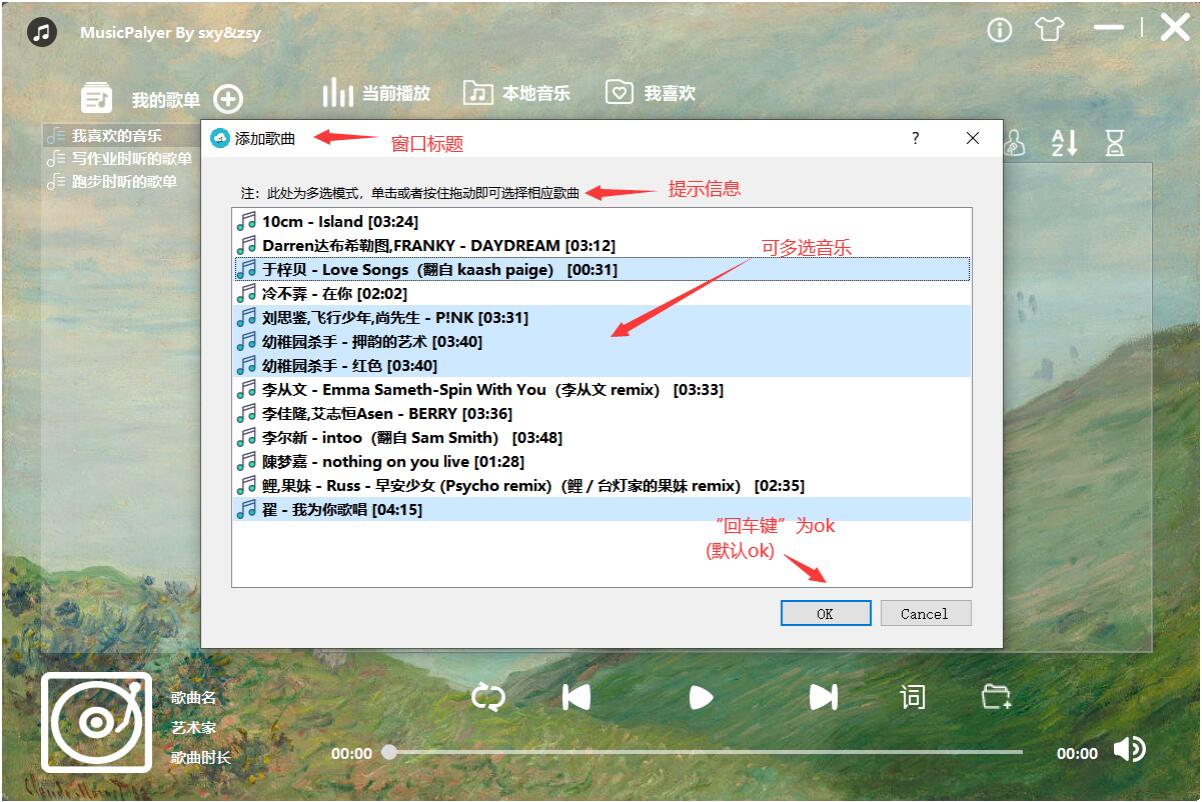 MusicPalyer By sxy&zsy
我的歌单
当前播放
本地音乐
我喜欢
我喜欢的音乐
写作业时听的歌单
跑步时听的歌单
添加歌曲
?
窗口标题
注：此处为多选模式，单击或者按住拖动即可选择相应歌曲
提示信息
10cm - Island [03:24]
Darren达布希勒图,FRANKY - DAYDREAM [03:12]
可多选音乐
于梓贝 - Love Songs（翻自 kaash paige） [00:31]
冷不霁 - 在你 [02:02]
刘思鉴,飞行少年,尚先生 - P!NK [03:31]
幼稚园杀手 - 押韵的艺术 [03:40]
幼稚园杀手 - 红色 [03:40]
李从文 - Emma Sameth-Spin With You（李从文 remix） [03:33]
李佳隆,艾志恒Asen - BERRY [03:36]
李尔新 - intoo（翻自 Sam Smith） [03:48]
陳梦嘉 - nothing on you live [01:28]
鲤,果妹 - Russ - 早安少女 (Psycho remix)（鲤 / 台灯家的果妹 remix） [02:35]
翟 - 我为你歌唱 [04:15]
“回车键”为ok
(默认ok)
OK
Cancel
A
Z
歌曲名
艺术家
歌曲时长
词
00:00
00:00